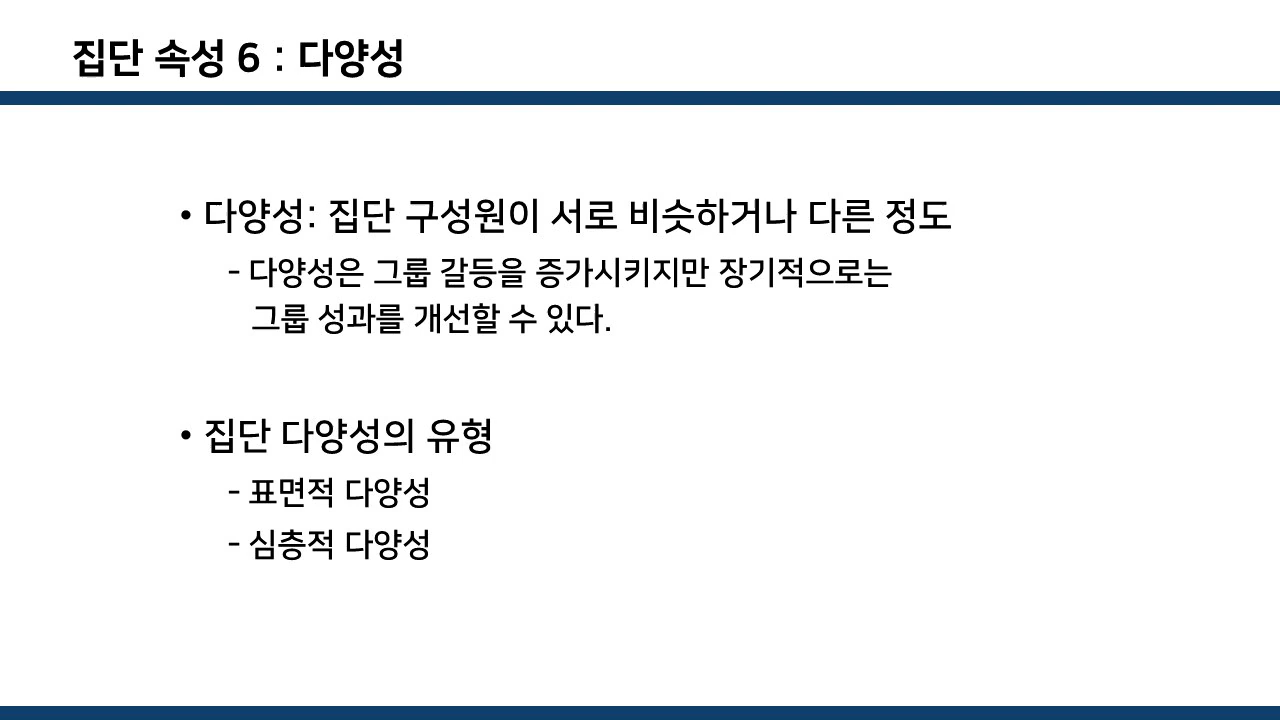 집단 속성 6 : 다양성
• 다양성: 집단 구성원이 서로 비슷하거나 다른 정도
- 다양성은 그룹 갈등을 증가시키지만 장기적으로는
그룹 성과를 개선할 수 있다.
• 집단 다양성의 유형
- 표면적 다양성
- 심층적 다양성